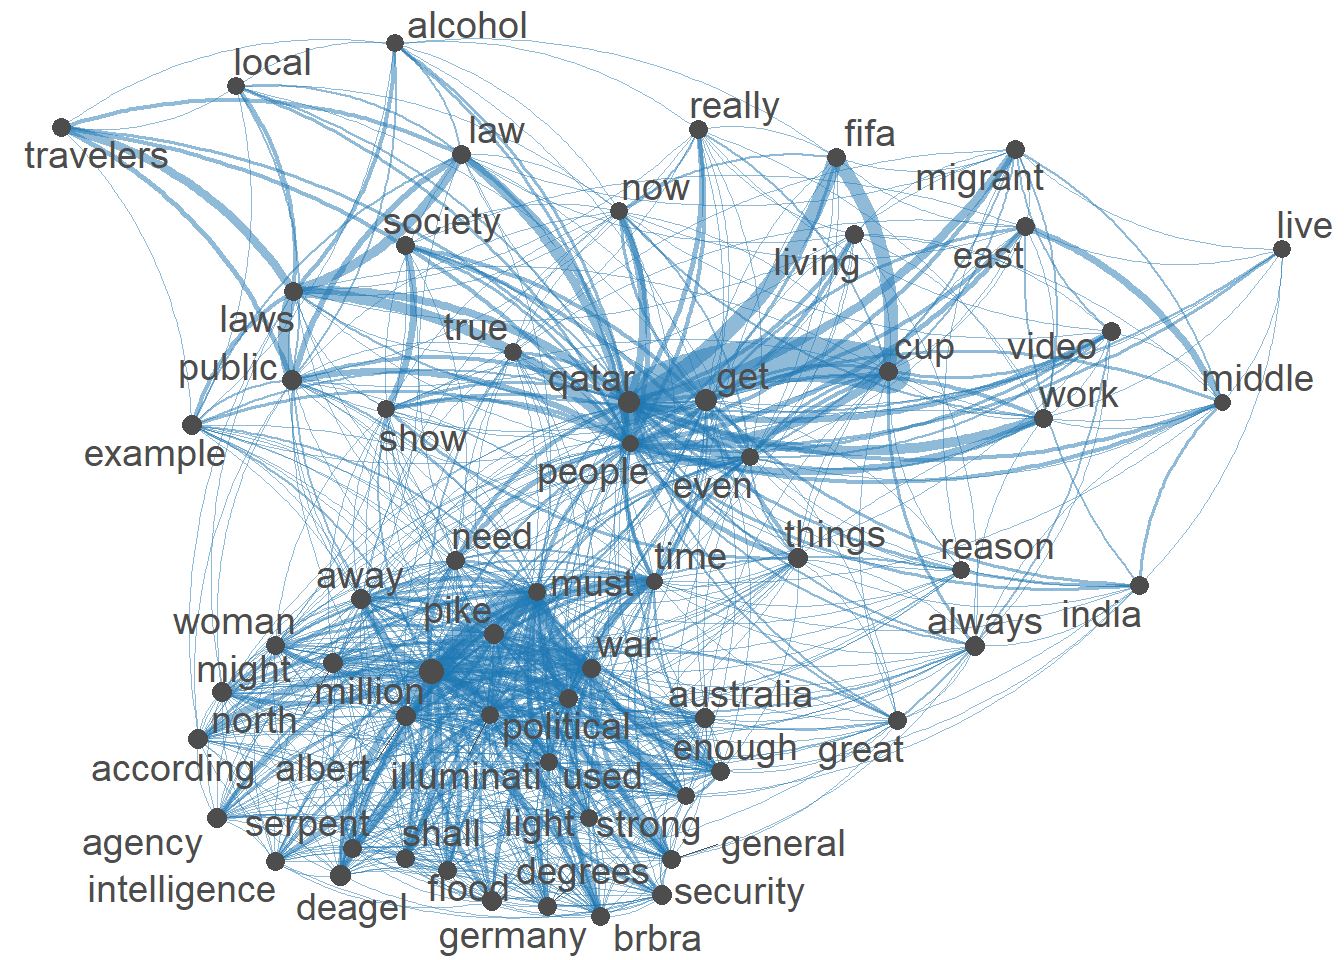 alcohol
local
really
law
fifa
travelers
migrant
now
society
live
living
east
laws
true
cup
video
public
qatar
get
middle
work
example
show
people
even
need
things
time
reason
away
must
pike
india
woman
always
war
might
million
australia
north
political
enough
great
according
albert
illuminati
used
serpent
light
strong
shall
agency
general
degrees
intelligence
flood
security
deagel
germany
brbra